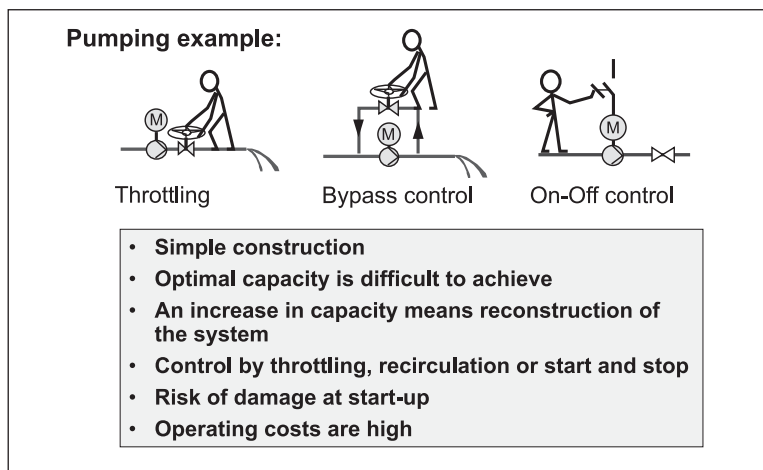 Pumping example:
M
M
M
Throttling
Bypass control
On-Off control
• Simple construction
• Optimal capacity is difficult to achieve
• An increase in capacity means reconstruction of
the system
• Control by throttling, recirculation or start and stop
• Risk of damage at start-up
• Operating costs are high